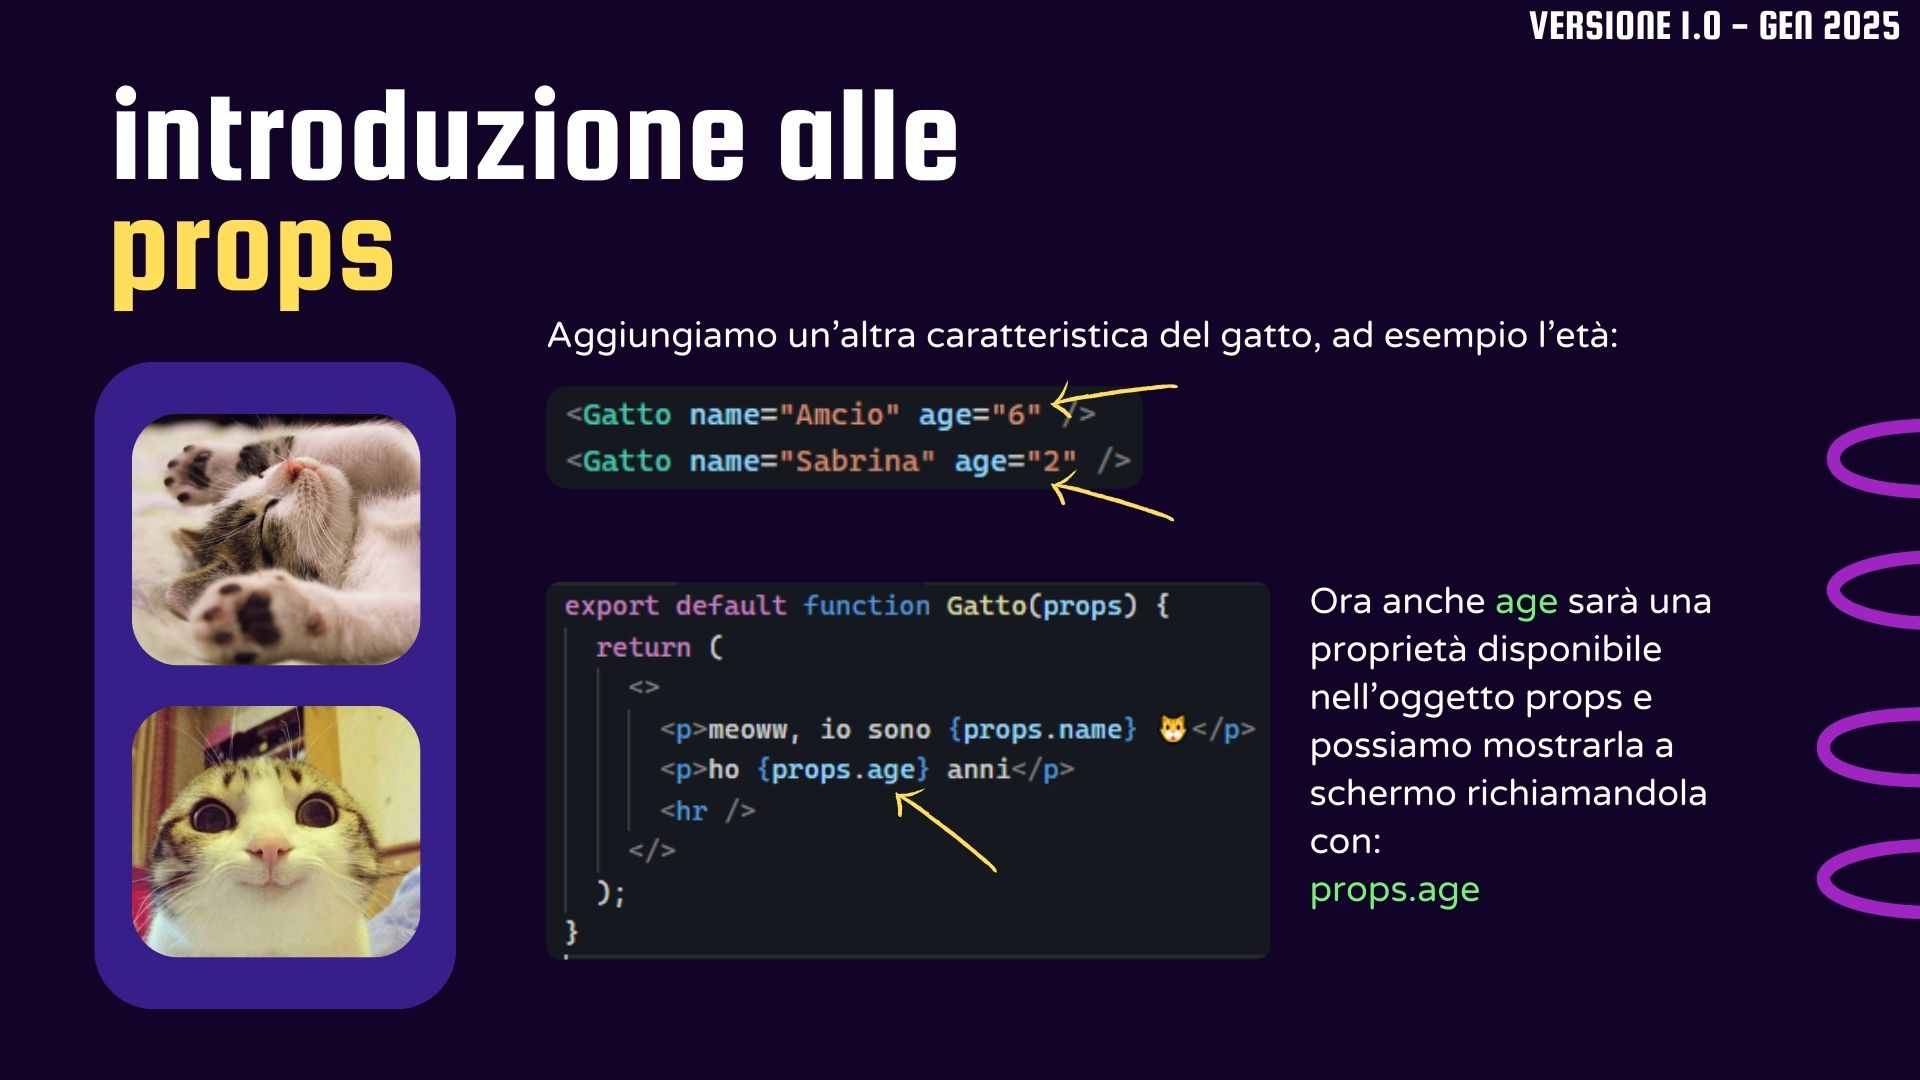 VERSIONE 1.0 - GEN 2025
introduzione alle
props
Aggiungiamo un'altra caratteristica del gatto, ad esempio l'età:
<Gatto name="Amcio" age="6" />
<Gatto name="Sabrina" age="2" />
export default function Gatto(props) {
return (
<>
<p>meoww, io sono {props.name} 🐱</p>
<p>ho {props.age} anni</p>
<hr />
</>
);
}
Ora anche age sarà una
proprietà disponibile
nell'oggetto props e
possiamo mostrarla a
schermo richiamandola
con:
props.age